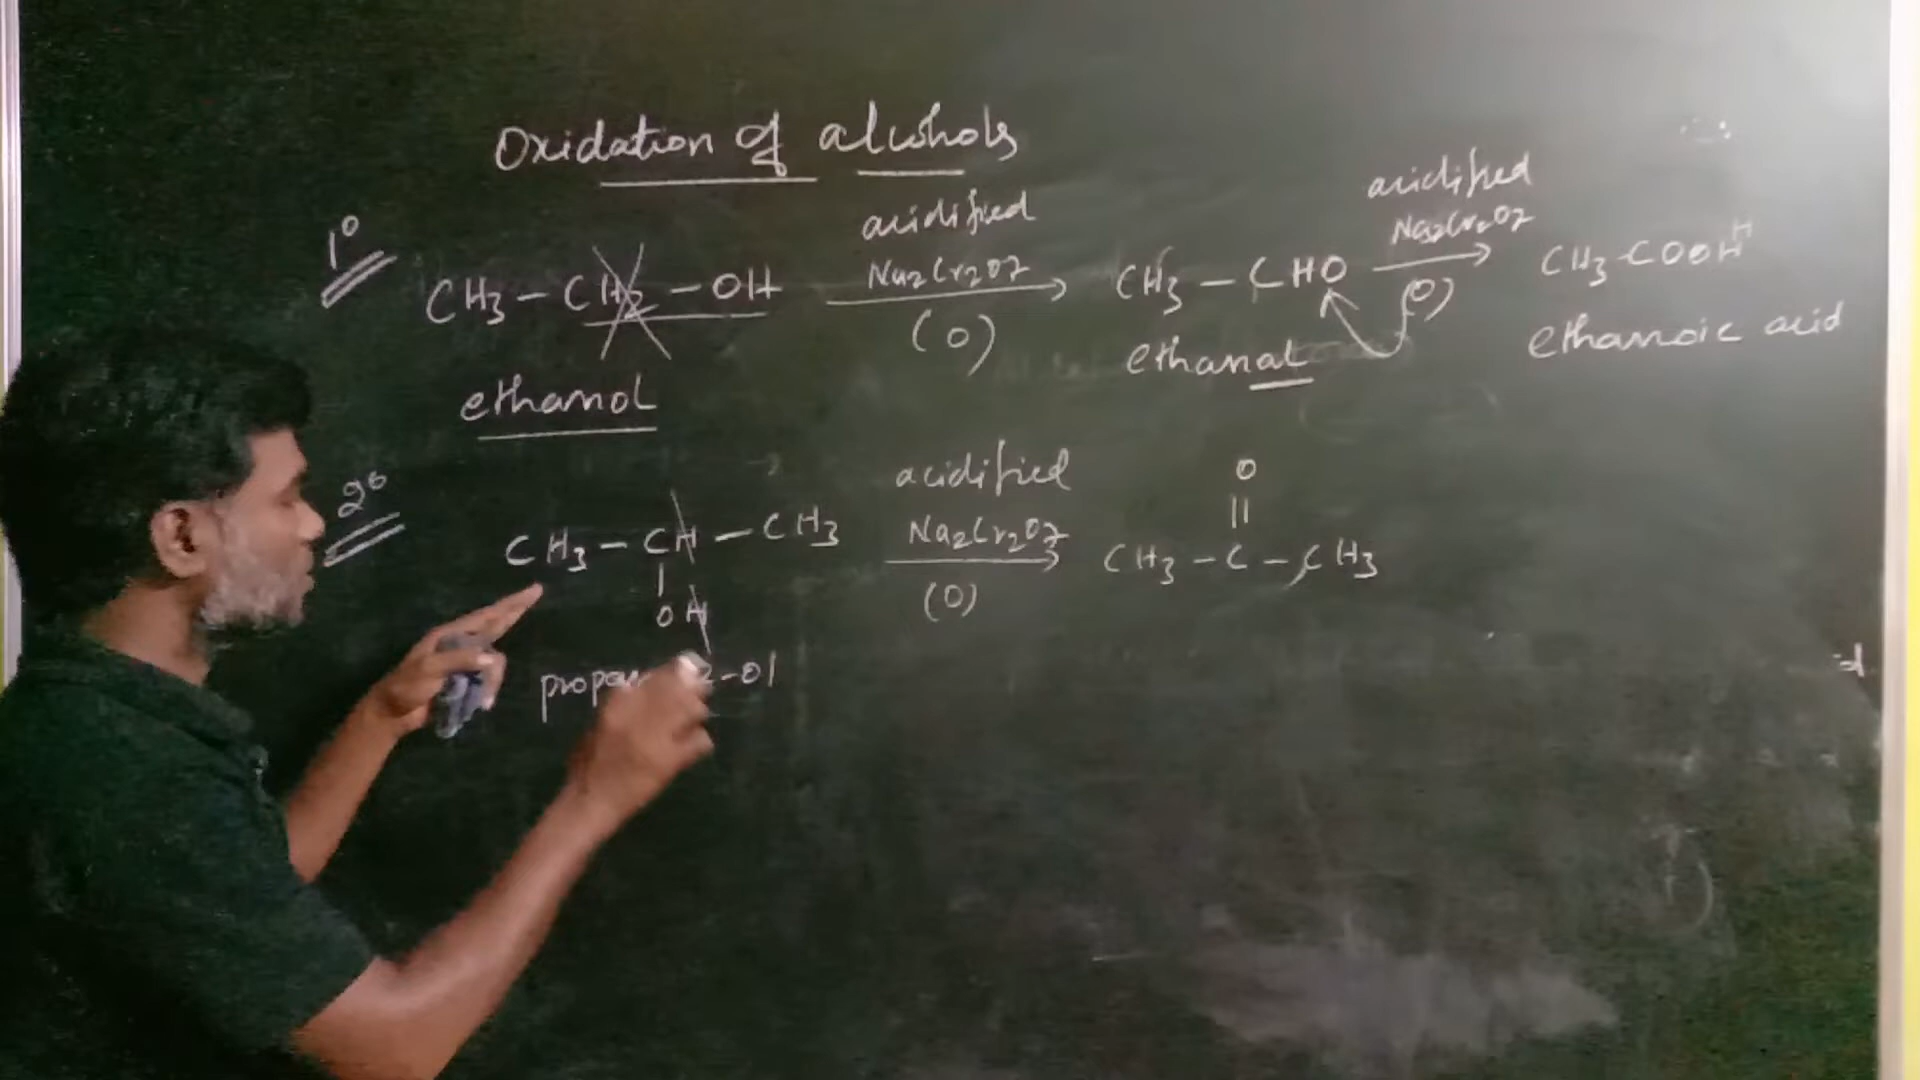 Oxidation of alcohols
1°
CH3 - CH2 - OH
acidified
Na2Cr2O7
(O)
CH3 - CHO
acidified
Na2Cr2O7
(O)
CH3-COOH
H
ethanol
ethanal
ethanoic acid
2°
CH3 - CH - CH3
|
OH
acidified
Na2Cr2O7
(O)
O
||
CH3 - C - CH3
2-ol